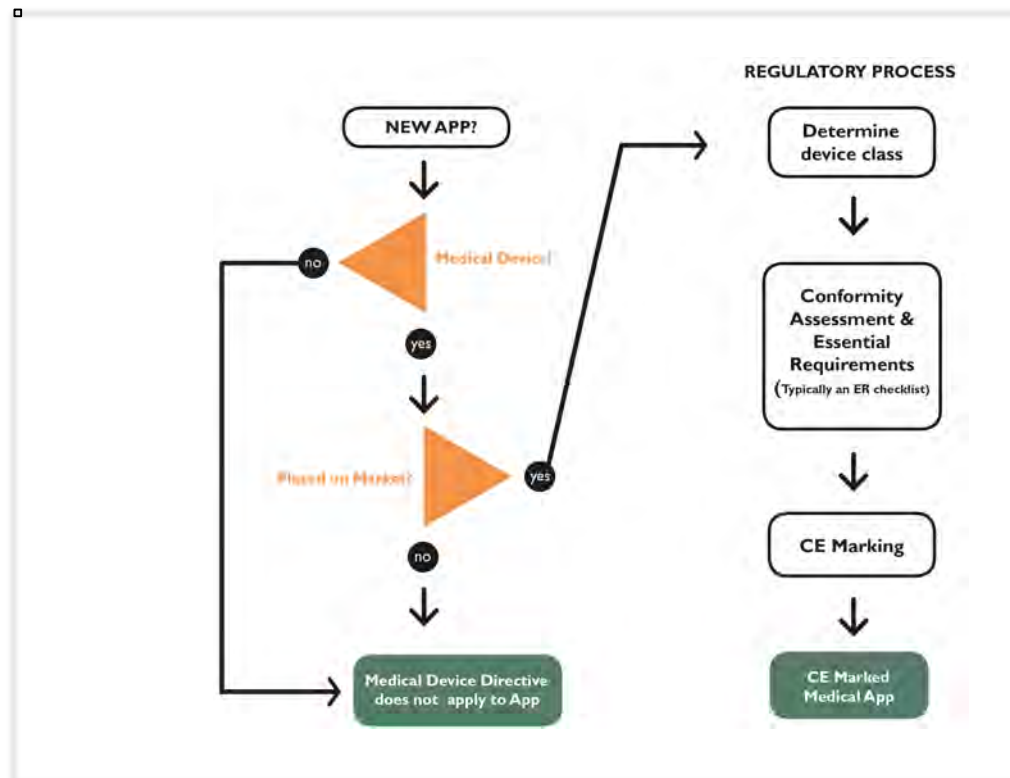 REGULATORY PROCESS
NEW APP?
Medical Device?
no
yes
Placed on Market?
yes
no
Medical Device Directive
does not apply to App
Determine
device class
Conformity
Assessment &
Essential
Requirements
(Typically an ER checklist)
CE Marking
CE Marked
Medical App